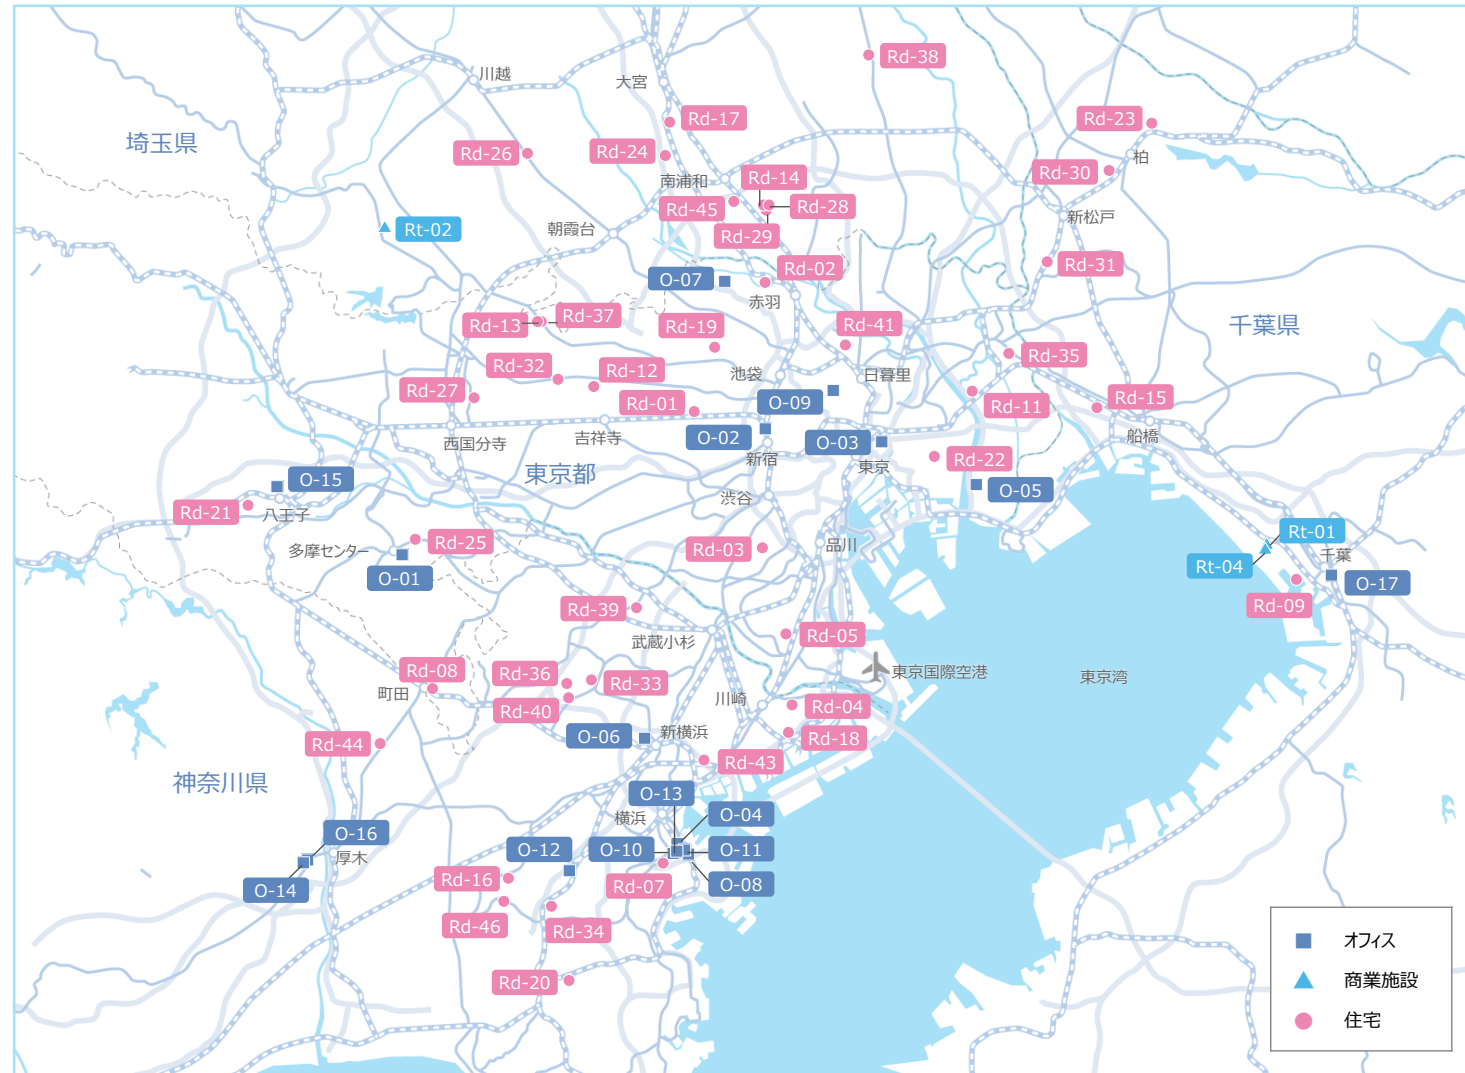 Rd-38
川越
大宮
Rd-17
Rd-23
埼玉県
Rd-26
Rd-24
柏
Rd-30
南浦和
Rd-14
Rd-45
Rd-28
新松戸
Rt-02
朝霞台
Rd-29
Rd-31
O-07
Rd-02
赤羽
Rd-13
Rd-37
Rd-19
Rd-41
千葉県
Rd-35
Rd-32
Rd-12
池袋
日暮里
Rd-27
Rd-01
O-09
Rd-11
Rd-15
西国分寺
吉祥寺
O-02
O-03
船橋
新宿
東京
Rd-22
東京都
O-15
O-05
渋谷
Rd-21
八王子
多摩センター
Rd-25
Rd-03
品川
Rt-01
千葉
Rt-04
O-01
O-17
Rd-39
Rd-09
武蔵小杉
Rd-05
Rd-08
Rd-36
Rd-33
東京国際空港
東京湾
町田
Rd-40
川崎
Rd-04
Rd-44
O-06
新横浜
Rd-18
Rd-43
神奈川県
O-13
横浜
O-04
O-16
厚木
O-12
O-10
O-11
O-14
Rd-16
Rd-07
O-08
Rd-46
Rd-34
Rd-20
オフィス
商業施設
住宅